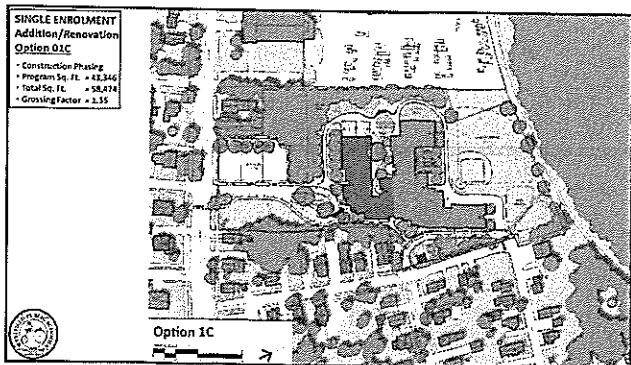 SINGLE ENROLMENT
Addition/Renovation
Option 01C
• Construction Phasing
• Program Sq. Ft. = 43,346
• Total Sq. Ft. = 58,474
• Grossing Factor = 1.35
Option 1C